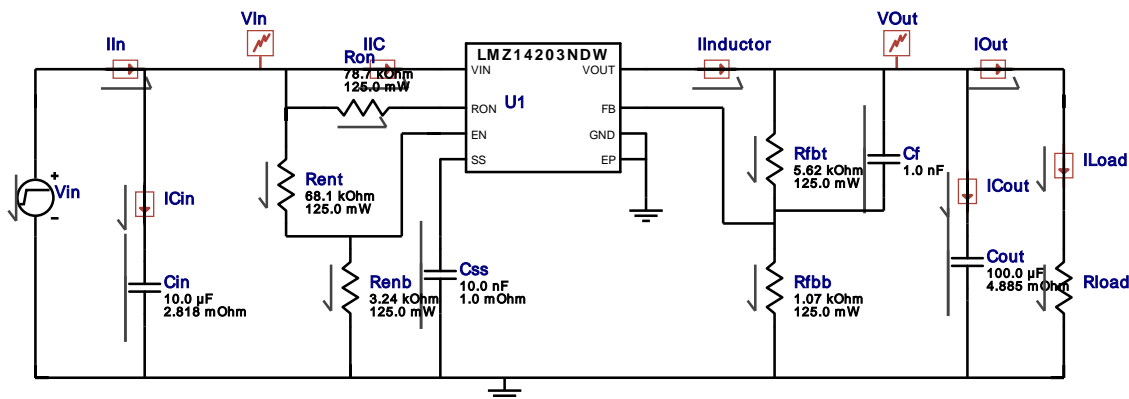 VIn
VOut
IIn
IIC
IInductor
IOut
Ron
78.7 kOhm
125.0 mW
LMZ14203NDW
VIN
VOUT
RON
FB
EN
GND
SS
EP
U1
Vin
+
-
ICin
Rent
68.1 kOhm
125.0 mW
Rfbt
5.62 kOhm
125.0 mW
Cf
1.0 nF
ILoad
ICout
Cin
10.0 µF
2.818 mOhm
Renb
3.24 kOhm
125.0 mW
Css
10.0 nF
1.0 mOhm
Rfbb
1.07 kOhm
125.0 mW
Cout
100.0 µF
4.885 mOhm
Rload